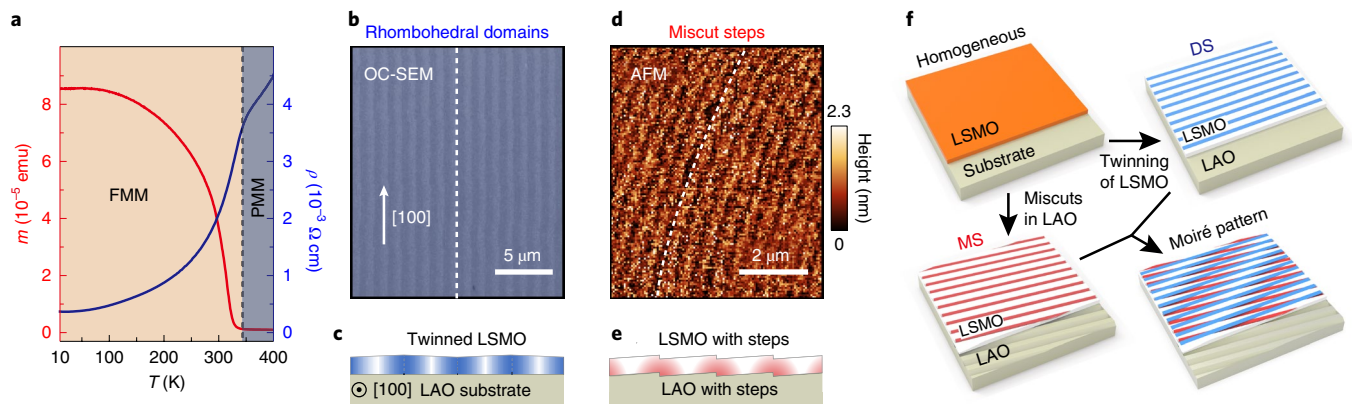 a
m (10⁻⁵ emu)
8
6
4
2
0
FMM
PMM
4
3
2
1
0
ρ (10⁻³ Ω cm)
10
100
200
300
400
T (K)
b
Rhombohedral domains
OC-SEM
[100]
5 μm
c
Twinned LSMO
[100] LAO substrate
d
Miscut steps
AFM
2 μm
2.3
Height (nm)
0
e
LSMO with steps
LAO with steps
f
Homogeneous
LSMO
Substrate
DS
LSMO
LAO
Twinning
of LSMO
Miscuts
in LAO
MS
LSMO
LAO
Moiré pattern